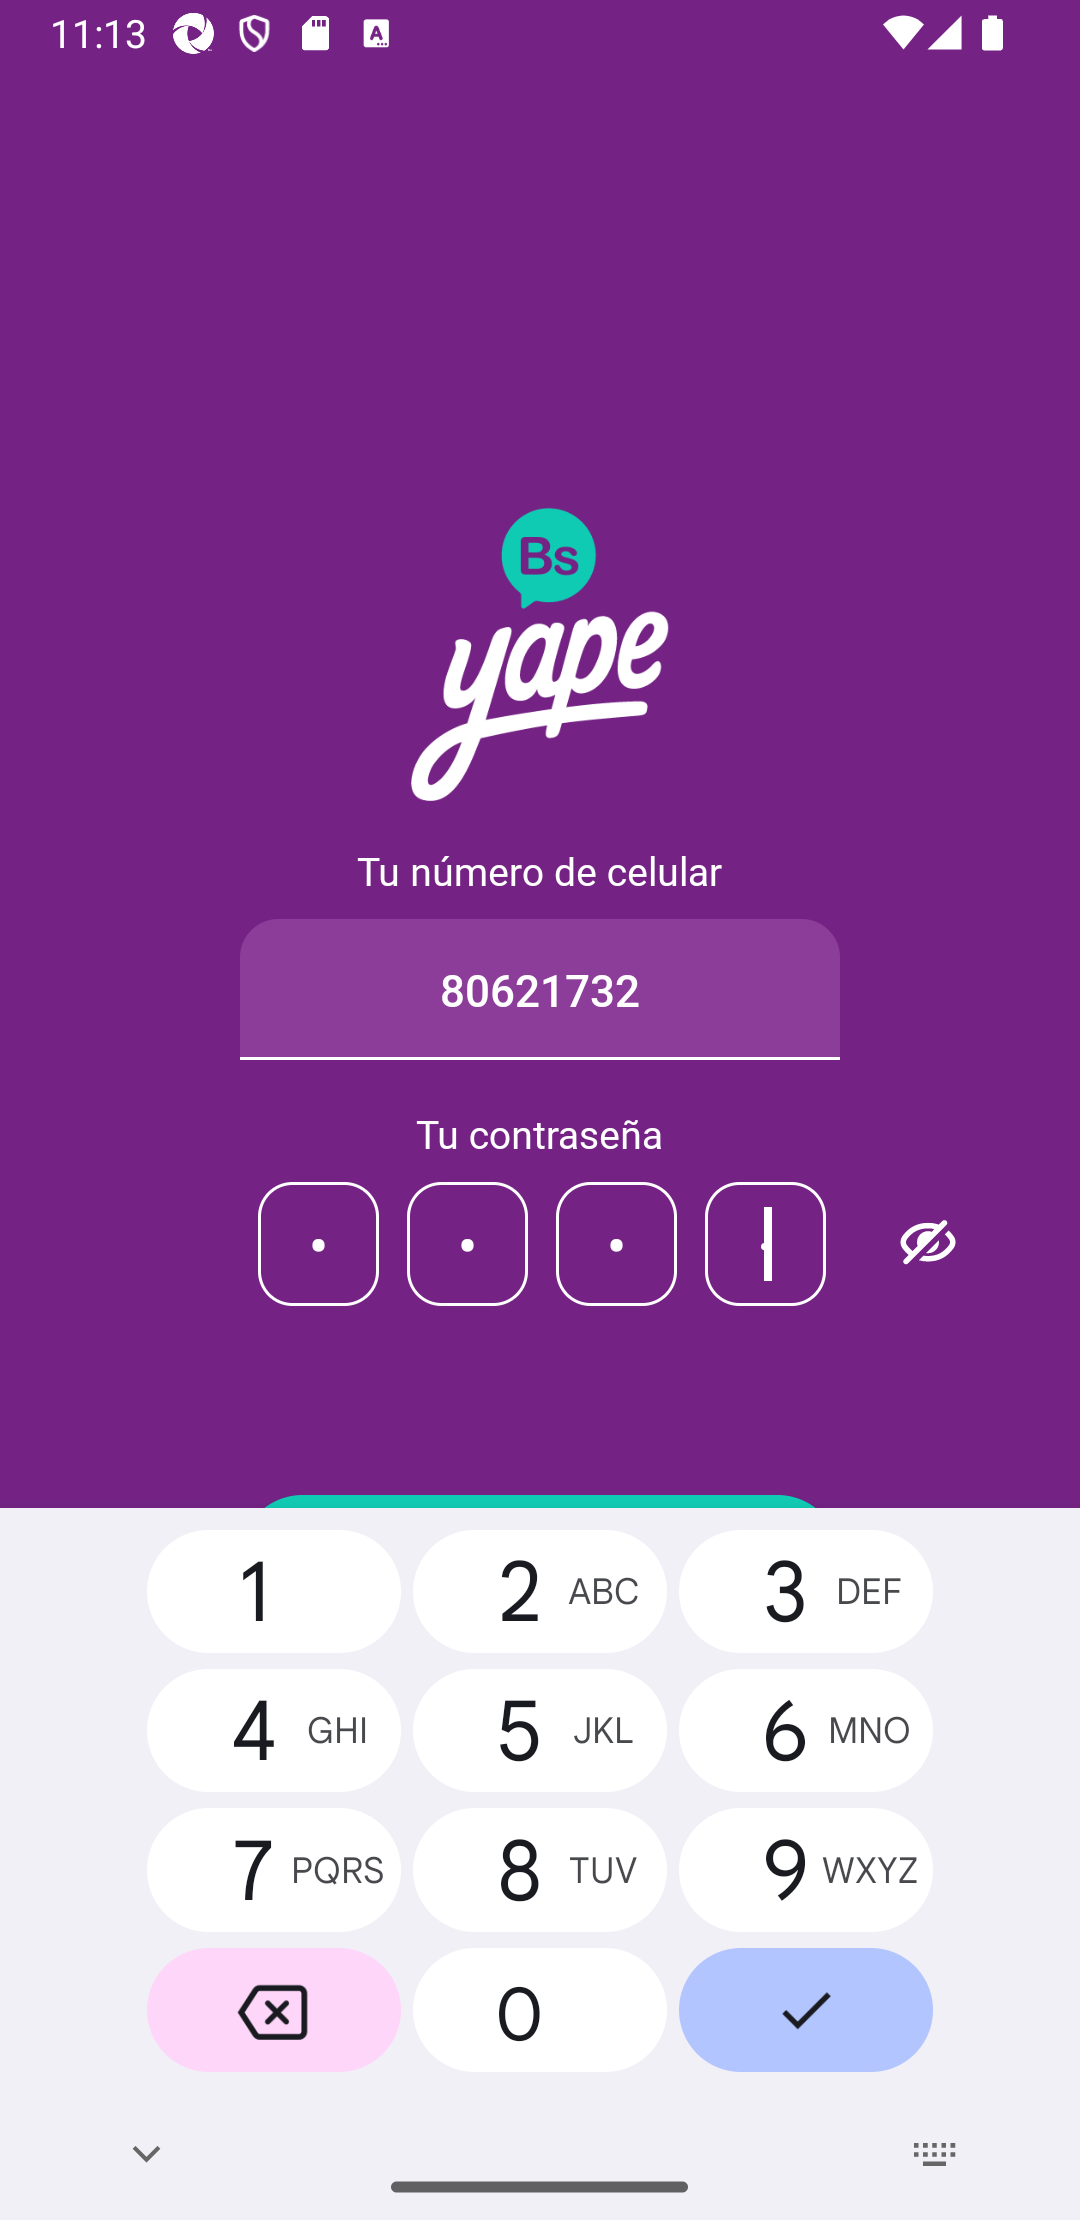 11:13
Bs
yape
Tu número de celular
80621732
Tu contraseña
1
2 ABC
3 DEF
4 GHI
5 JKL
6 MNO
7 PQRS
8 TUV
9 WXYZ
0